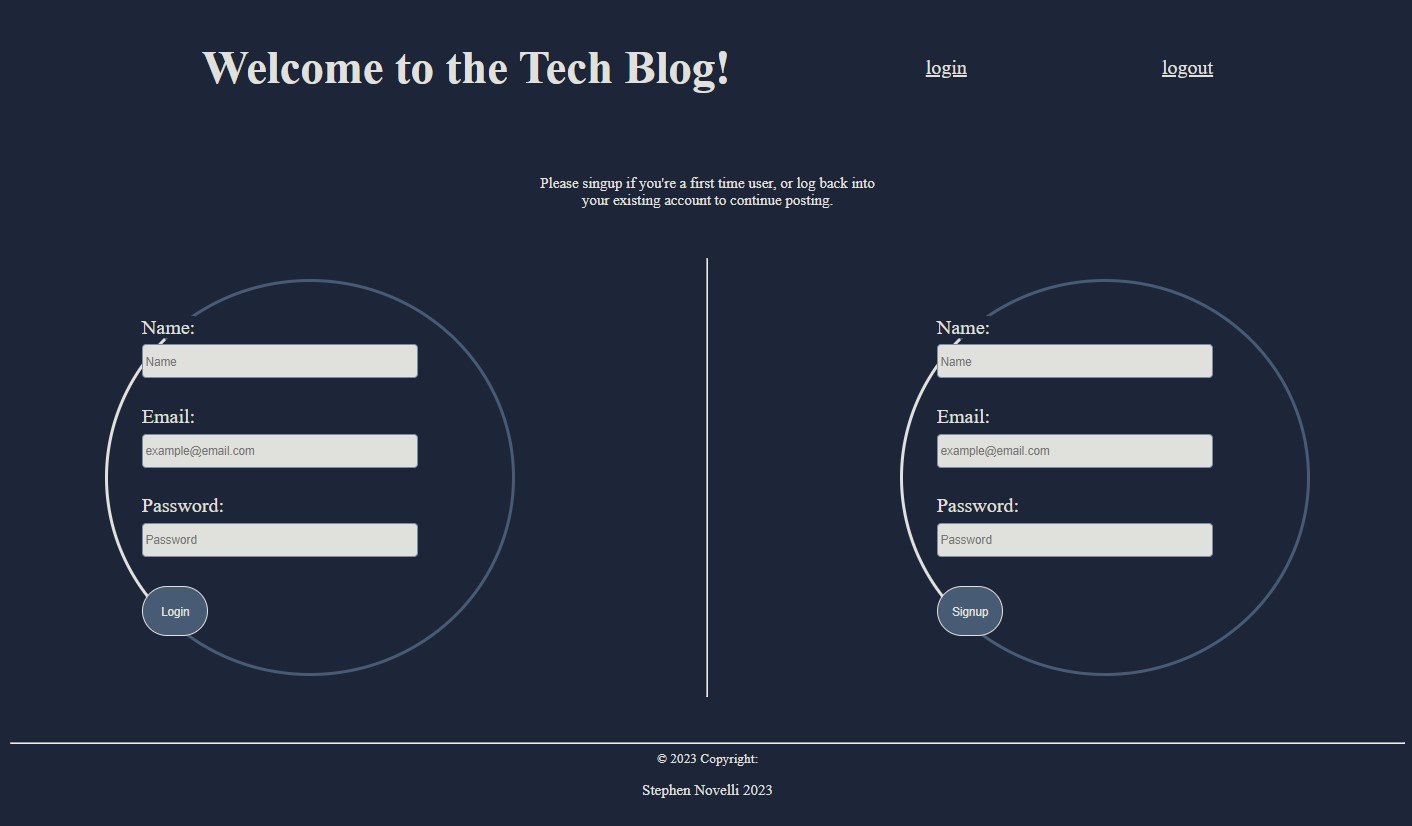 Welcome to the Tech Blog!
login
logout
Please singup if you're a first time user, or log back into
your existing account to continue posting.
Name:
Name
Email:
example@email.com
Password:
Password
Login
Name:
Name
Email:
example@email.com
Password:
Password
Signup
© 2023 Copyright:
Stephen Novelli 2023